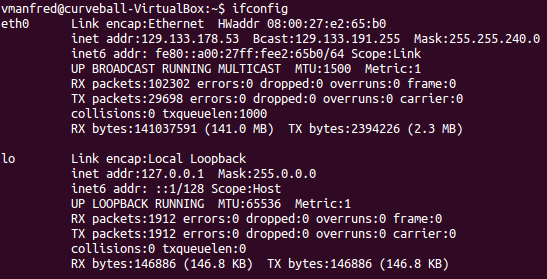 vmanfred@curveball-VirtualBox:~$ ifconfig
eth0      Link encap:Ethernet  HWaddr 08:00:27:e2:65:b0
          inet addr:129.133.178.53  Bcast:129.133.191.255  Mask:255.255.240.0
          inet6 addr: fe80::a00:27ff:fee2:65b0/64 Scope:Link
          UP BROADCAST RUNNING MULTICAST  MTU:1500  Metric:1
          RX packets:102302 errors:0 dropped:0 overruns:0 frame:0
          TX packets:29698 errors:0 dropped:0 overruns:0 carrier:0
          collisions:0 txqueuelen:1000
          RX bytes:141037591 (141.0 MB)  TX bytes:2394226 (2.3 MB)
lo        Link encap:Local Loopback
          inet addr:127.0.0.1  Mask:255.0.0.0
          inet6 addr: ::1/128 Scope:Host
          UP LOOPBACK RUNNING  MTU:65536  Metric:1
          RX packets:1912 errors:0 dropped:0 overruns:0 frame:0
          TX packets:1912 errors:0 dropped:0 overruns:0 carrier:0
          collisions:0 txqueuelen:0
          RX bytes:146886 (146.8 KB)  TX bytes:146886 (146.8 KB)